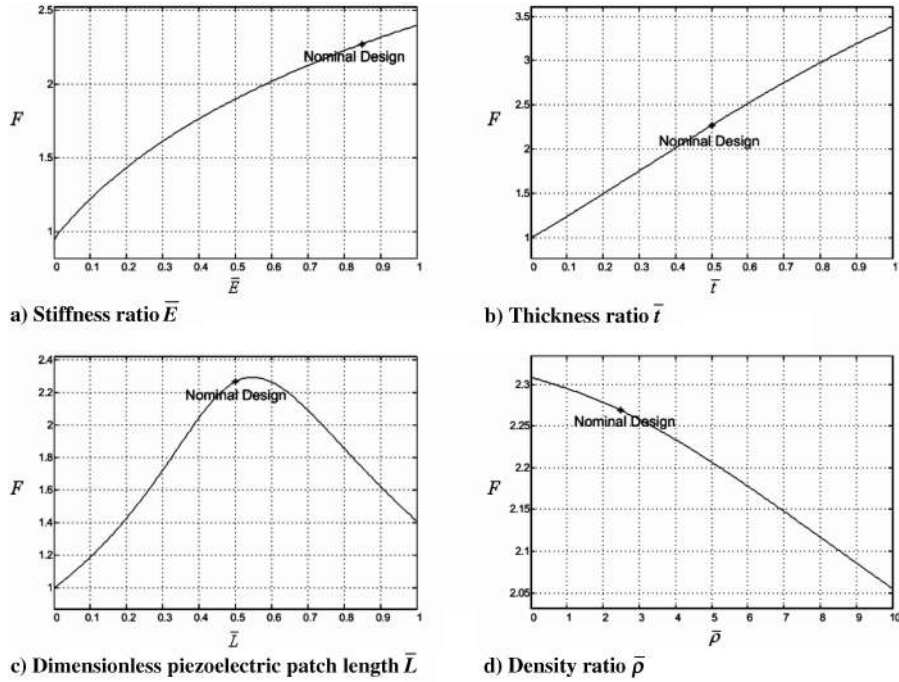 2.5
2
1.5
1
F
Nominal Design
0 0.1 0.2 0.3 0.4 0.5 0.6 0.7 0.8 0.9 1
E̅
a) Stiffness ratio E̅
3.5
3
2.5
2
1.5
1
F
Nominal Design
0 0.1 0.2 0.3 0.4 0.5 0.6 0.7 0.8 0.9 1
t̅
b) Thickness ratio t̅
2.4
2.2
2
1.8
1.6
1.4
1.2
1
F
Nominal Design
0 0.1 0.2 0.3 0.4 0.5 0.6 0.7 0.8 0.9 1
L̅
c) Dimensionless piezoelectric patch length L̅
2.3
2.25
2.2
2.15
2.1
2.05
F
Nominal Design
0 1 2 3 4 5 6 7 8 9 10
ρ̅
d) Density ratio ρ̅